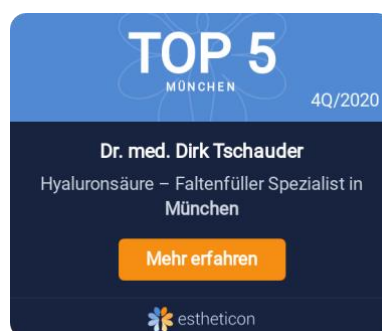 TOP 5
MÜNCHEN
4Q/2020
Dr. med. Dirk Tschauder
Hyaluronsäure – Faltenfüller Spezialist in
München
Mehr erfahren
estheticon